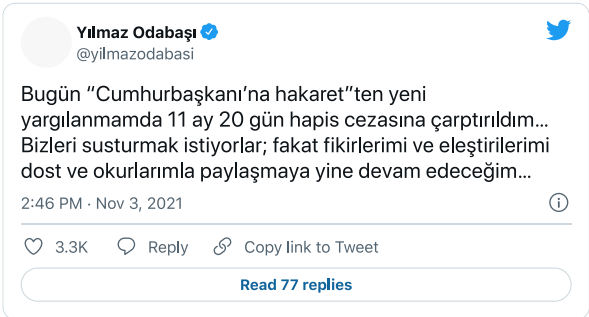 Yılmaz Odabaşı
@yilmazodabasi
Bugün “Cumhurbaşkanı’na hakaret”ten yeni
yargılanmamda 11 ay 20 gün hapis cezasına çarptırıldım...
Bizleri susturmak istiyorlar; fakat fikirlerimi ve eleştirilerimi
dost ve okurlarımla paylaşmaya yine devam edeceğim...
2:46 PM · Nov 3, 2021
3.3K Reply Copy link to Tweet
Read 77 replies